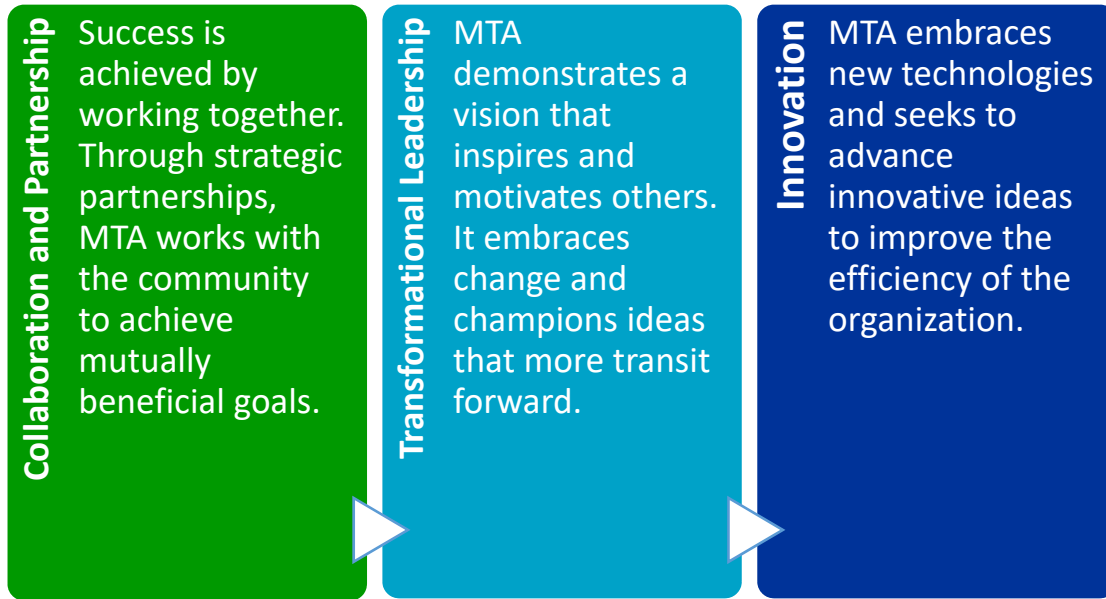 Collaboration and Partnership
Success is
achieved by
working together.
Through strategic
partnerships,
MTA works with
the community
to achieve
mutually
beneficial goals.
Transformational Leadership
MTA
demonstrates a
vision that
inspires and
motivates others.
It embraces
change and
champions ideas
that more transit
forward.
Innovation
MTA embraces
new technologies
and seeks to
advance
innovative ideas
to improve the
efficiency of the
organization.